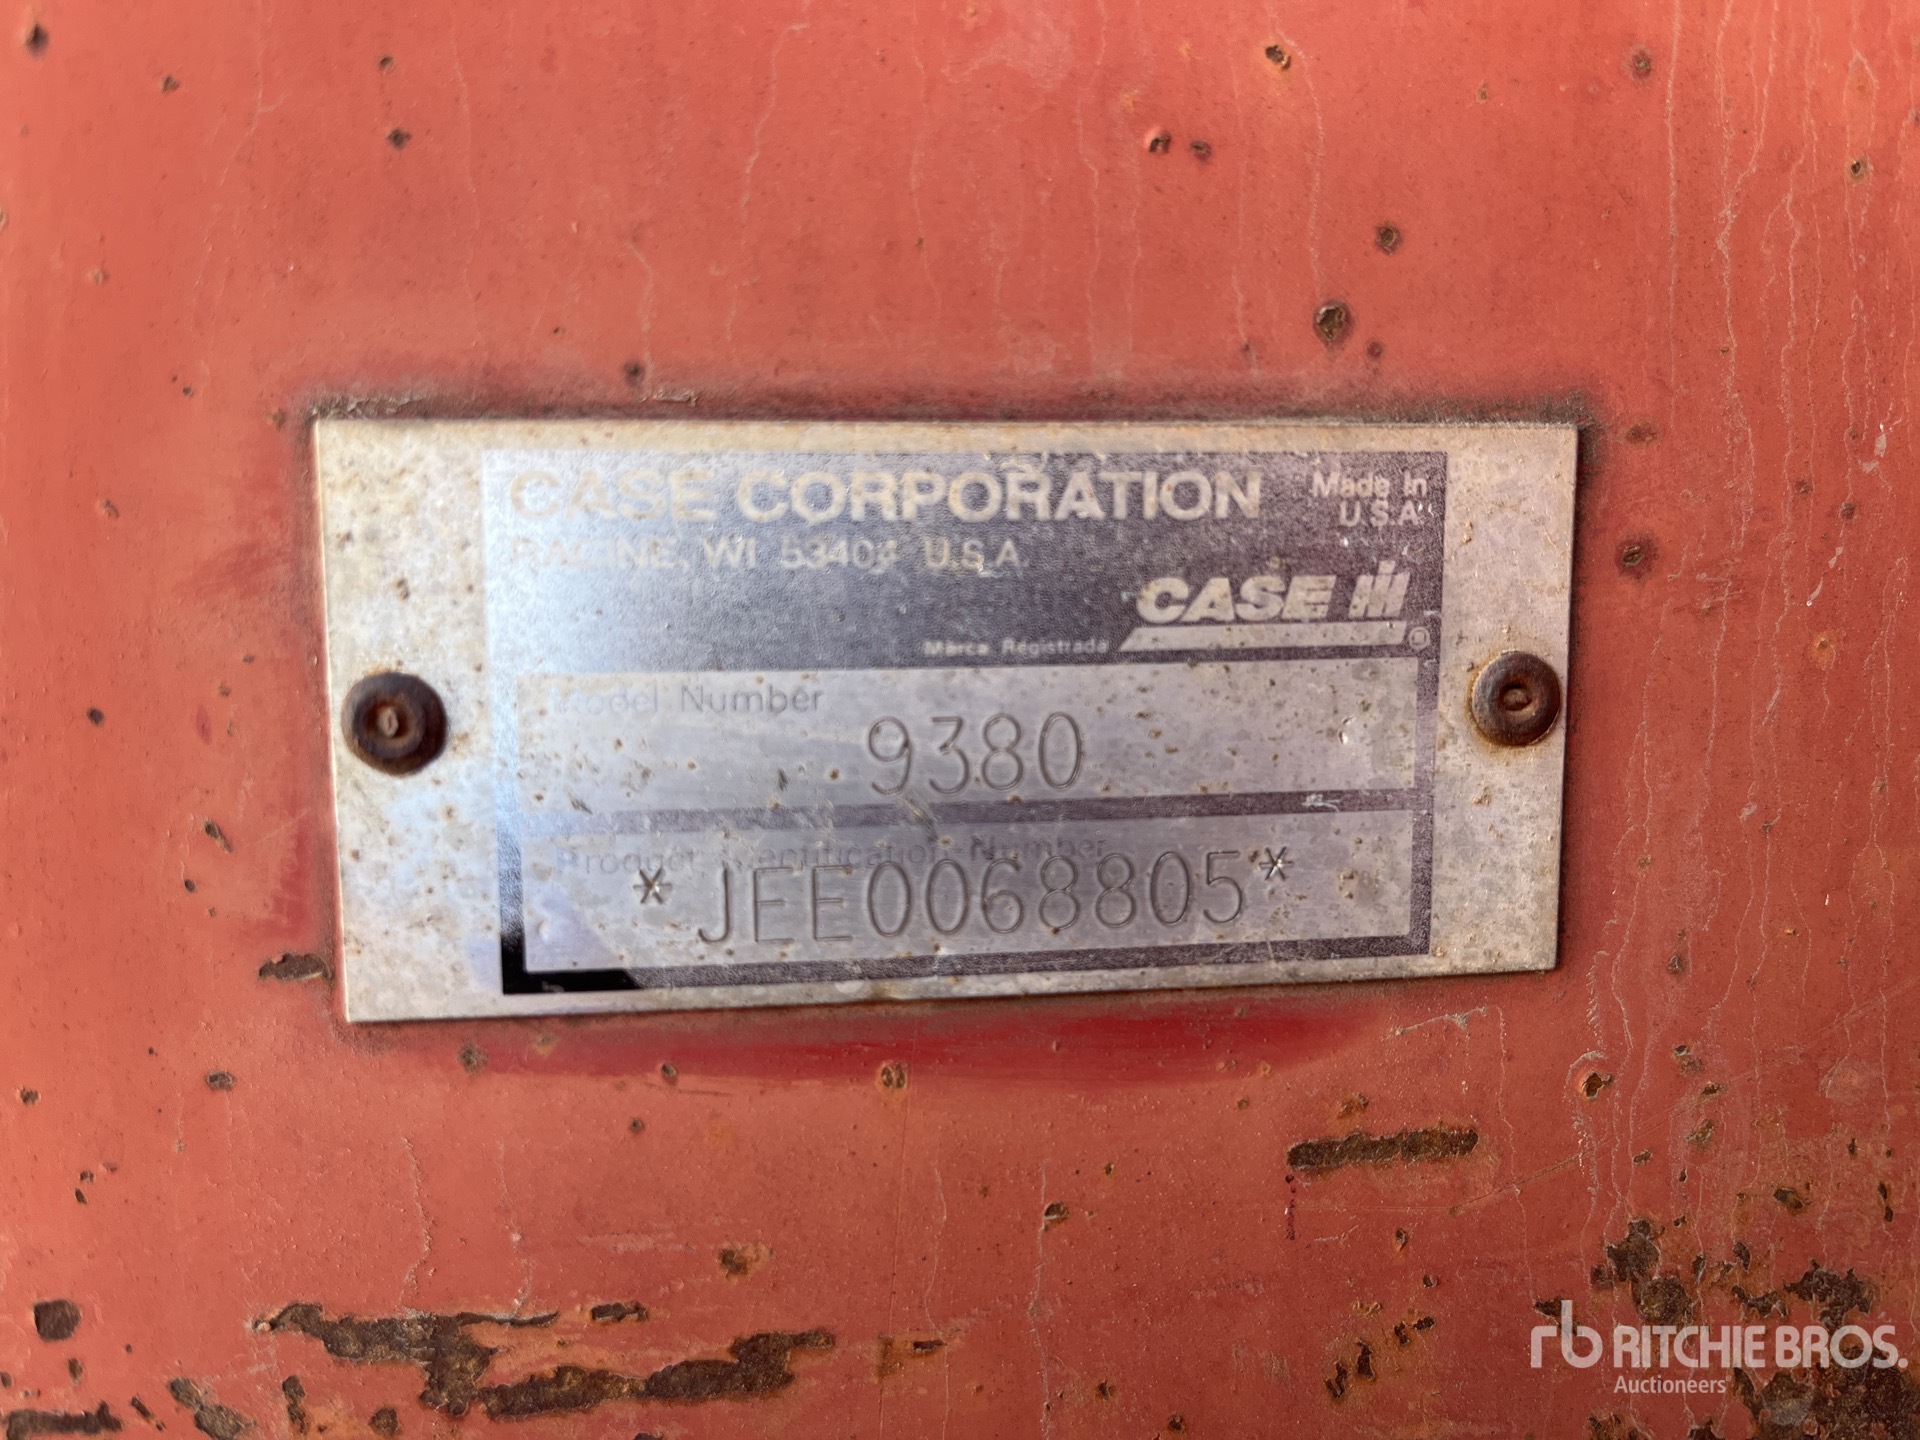 CASE CORPORATION
Made In
U.S.A.
RACINE, WI 53404 U.S.A.
CASE IH
Marca Registrada
®
Model Number
9380
Product Identification Number
*JEE0068805*
rb RITCHIE BROS.
Auctioneers